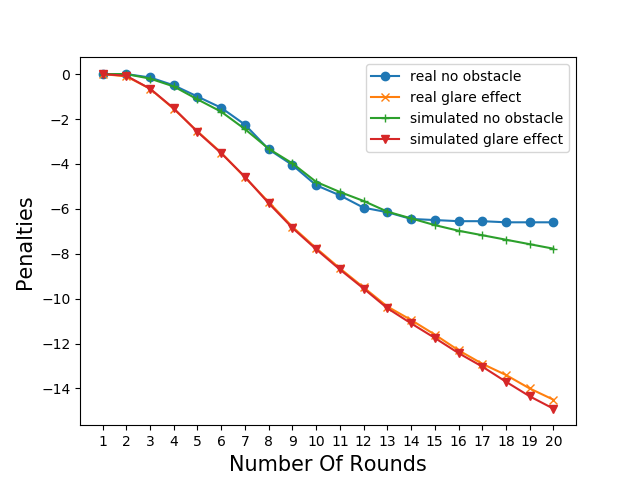 real no obstacle
real glare effect
simulated no obstacle
simulated glare effect
0
−2
−4
−6
−8
−10
−12
−14
Penalties
1 2 3 4 5 6 7 8 9 10 11 12 13 14 15 16 17 18 19 20
Number Of Rounds